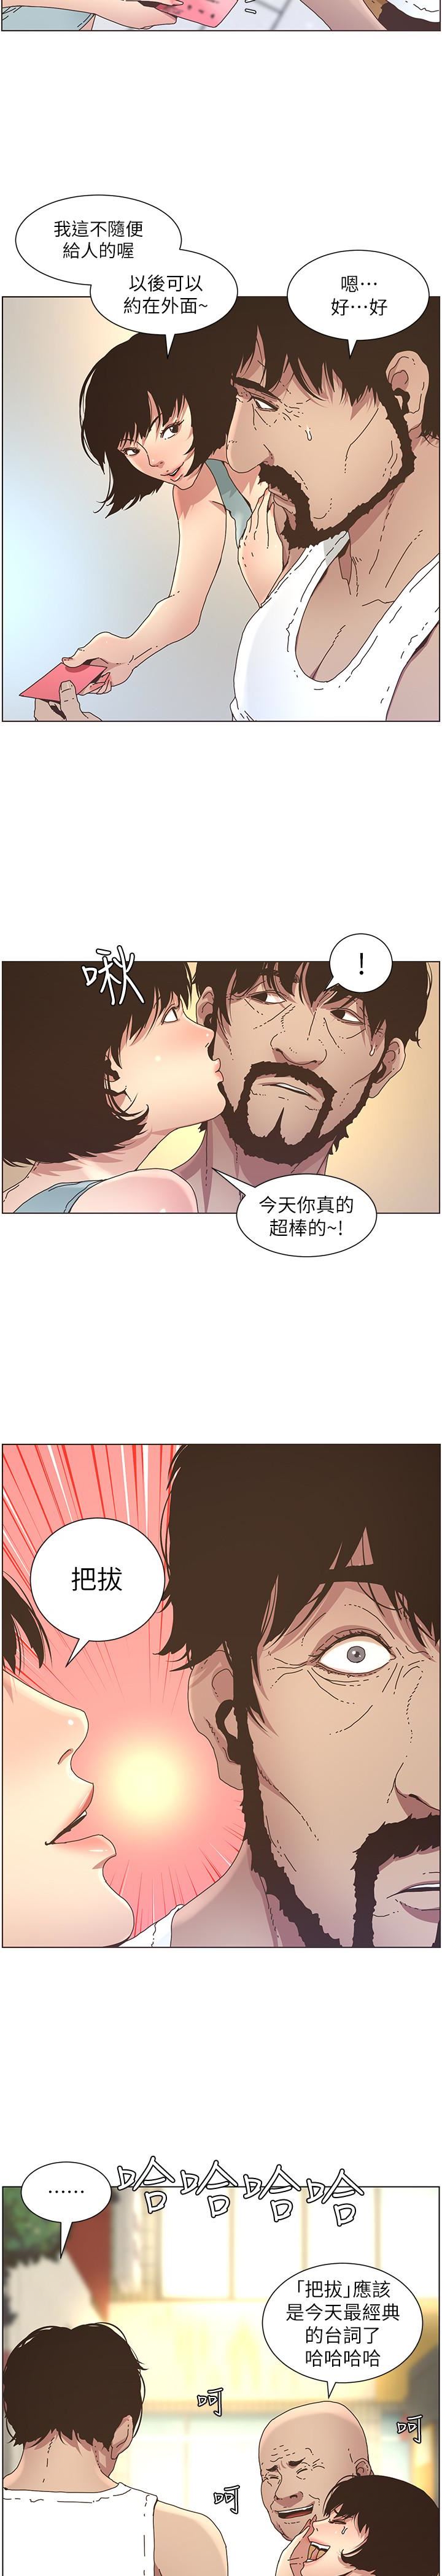 我這不隨便
給人的喔
以後可以
約在外面~
嗯…
好…好
啾
!
今天你真的
超棒的~!
把拔
……
哈哈哈哈
「把拔」應該
是今天最經典
的台詞了
哈哈哈哈
呵
呵
呵